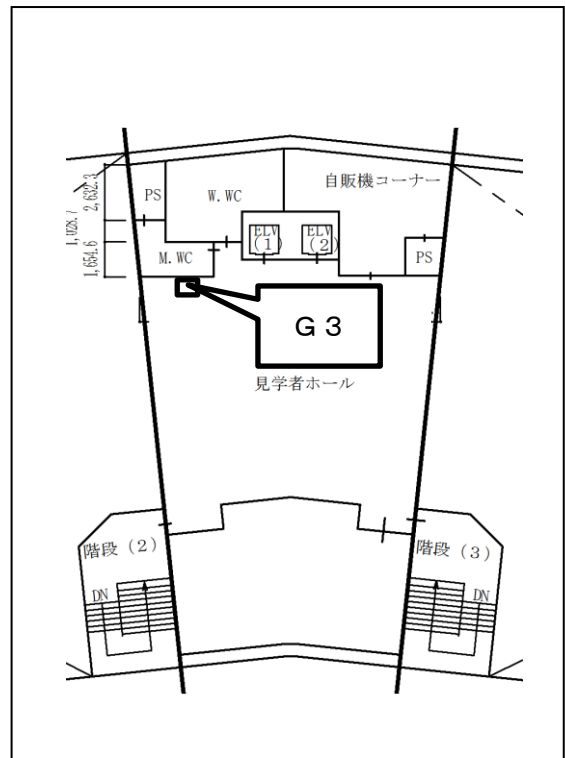 自販機コーナー
PS
W.WC
2,632.3
1,028.7
1,654.6
ELV
(1)
ELV
(2)
M.WC
PS
G3
見学者ホール
階段(2)
階段(3)
DN
DN